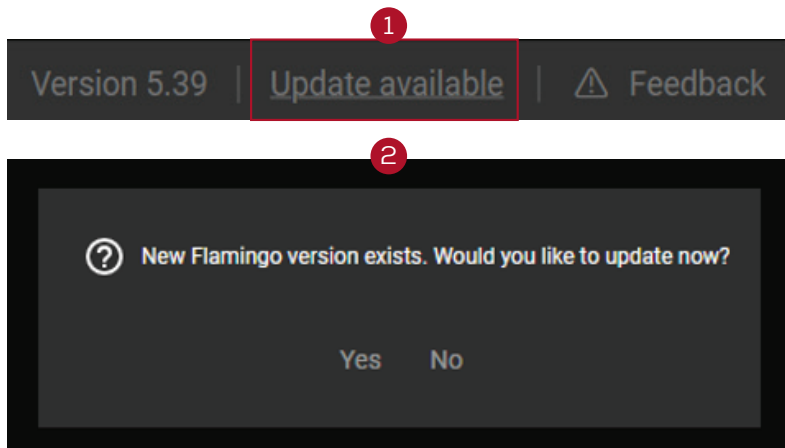 1
Version 5.39 | Update available | Feedback
2
New Flamingo version exists. Would you like to update now?
Yes No